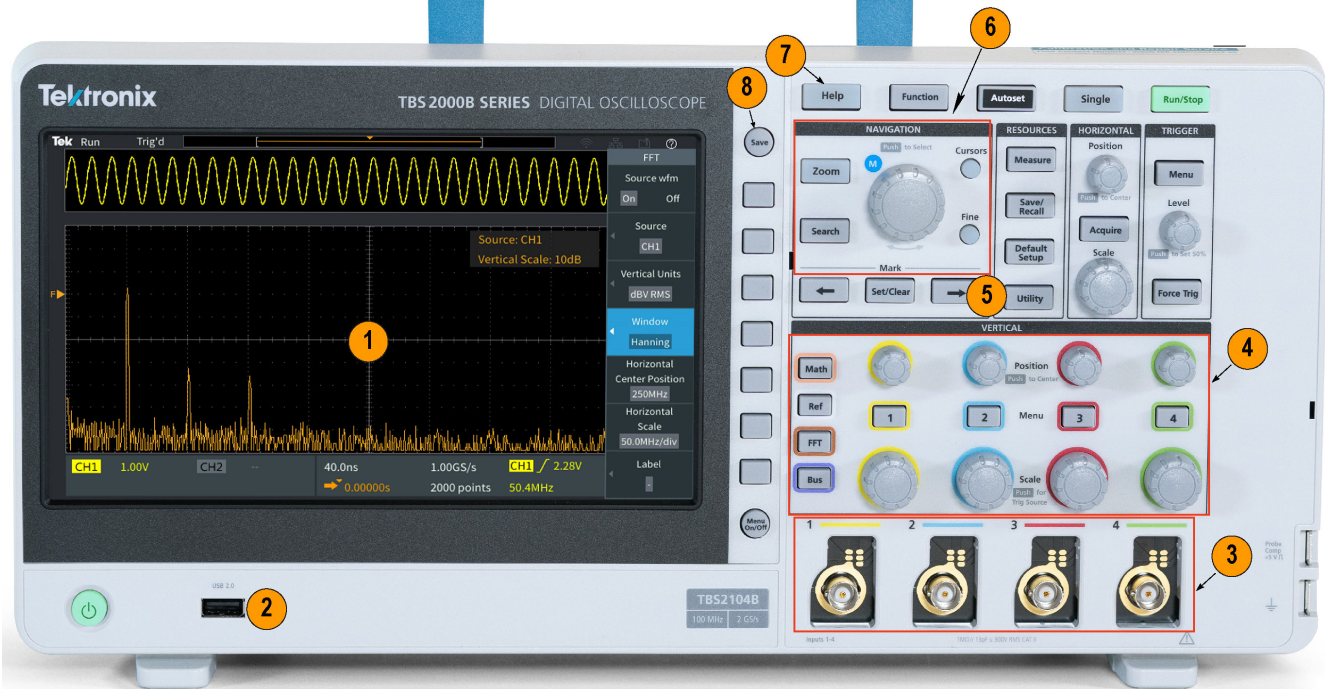 6
7
8
Tektronix
TBS 2000B SERIES DIGITAL OSCILLOSCOPE
Help
Function
Autoset
Single
Run/Stop
Save
Tek Run Trig'd
FFT
Source wfm
On Off
Source
CH1
Vertical Units
dBV RMS
Window
Hanning
Horizontal
Center Position
250MHz
Horizontal
Scale
50.0MHz/div
Label
-
Source: CH1
Vertical Scale: 10dB
F
1
CH1 1.00V CH2 -- 40.0ns 1.00GS/s CH1 2.28V
0.00000s 2000 points 50.4MHz
Menu
On/Off
NAVIGATION
Push to Select
Cursors
M
Zoom
Fine
Search
Mark
Set/Clear
5
RESOURCES
Measure
Save/
Recall
Default
Setup
Utility
HORIZONTAL
Position
Push to Center
Acquire
Scale
TRIGGER
Menu
Level
Push to Set 50%
Force Trig
VERTICAL
4
Math
Position
Push to Center
Ref
1 2 Menu 3 4
FFT
Bus
Scale
Push for
Trig Source
1 2 3 4
3
Probe
Comp
USB 2.0
2
TBS2104B
100 MHz 2 GS/s
Inputs 1-4